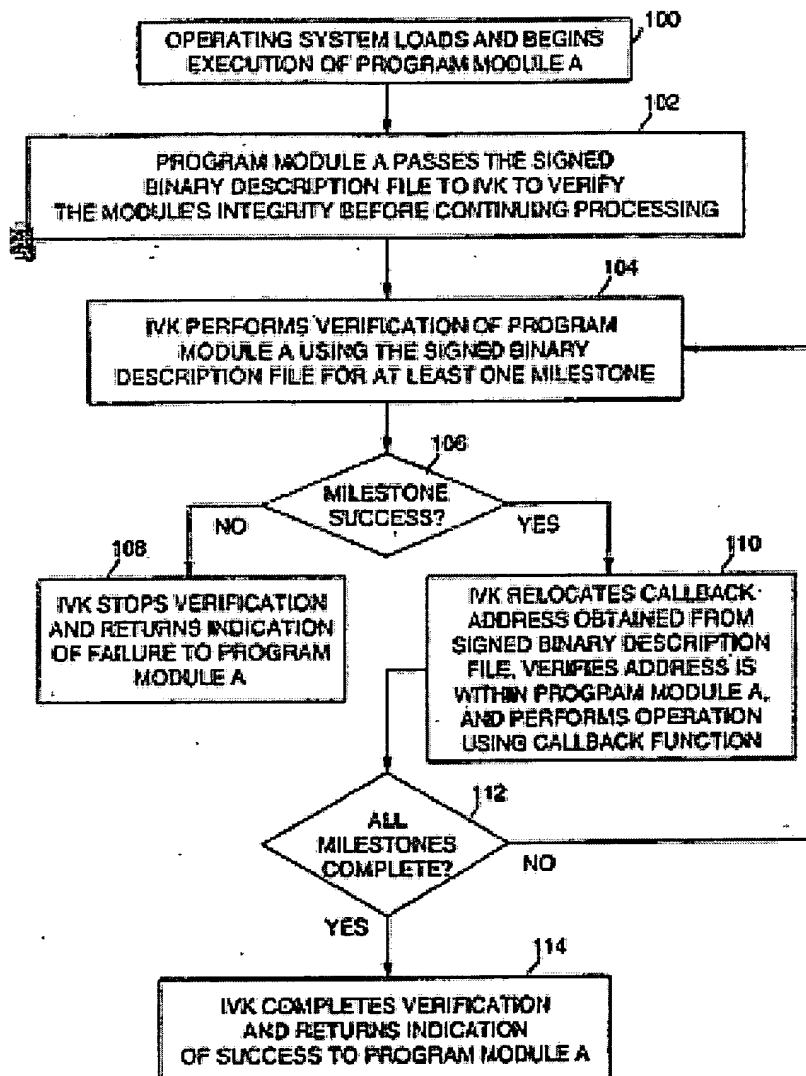 100
OPERATING SYSTEM LOADS AND BEGINS
EXECUTION OF PROGRAM MODULE A
102
PROGRAM MODULE A PASSES THE SIGNED
BINARY DESCRIPTION FILE TO IVK TO VERIFY
THE MODULE'S INTEGRITY BEFORE CONTINUING PROCESSING
104
IVK PERFORMS VERIFICATION OF PROGRAM
MODULE A USING THE SIGNED BINARY
DESCRIPTION FILE FOR AT LEAST ONE MILESTONE
106
MILESTONE
SUCCESS?
NO
YES
108
IVK STOPS VERIFICATION
AND RETURNS INDICATION
OF FAILURE TO PROGRAM
MODULE A
110
IVK RELOCATES CALLBACK
ADDRESS OBTAINED FROM
SIGNED BINARY DESCRIPTION
FILE, VERIFIES ADDRESS IS
WITHIN PROGRAM MODULE A,
AND PERFORMS OPERATION
USING CALLBACK FUNCTION
112
ALL
MILESTONES
COMPLETE?
NO
YES
114
IVK COMPLETES VERIFICATION
AND RETURNS INDICATION
OF SUCCESS TO PROGRAM MODULE A